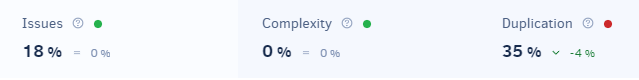 Issues Complexity Duplication
18 % = 0 % 0 % = 0 % 35 % -4 %